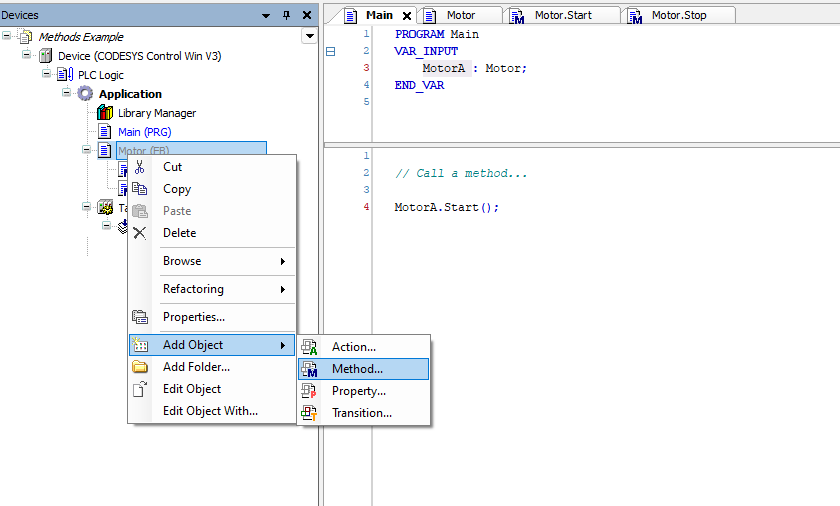 Devices
Methods Example
Device (CODESYS Control Win V3)
PLC Logic
Application
Library Manager
Main (PRG)
Motor (FB)
Ta
Cut
Copy
Paste
Delete
Browse
Refactoring
Properties...
Add Object
Add Folder...
Edit Object
Edit Object With...
Action...
Method...
Property...
Transition...
Main
Motor
Motor.Start
Motor.Stop
1 PROGRAM Main
2 VAR_INPUT
3 MotorA : Motor;
4 END_VAR
5
1
2 // Call a method...
3
4 MotorA.Start();